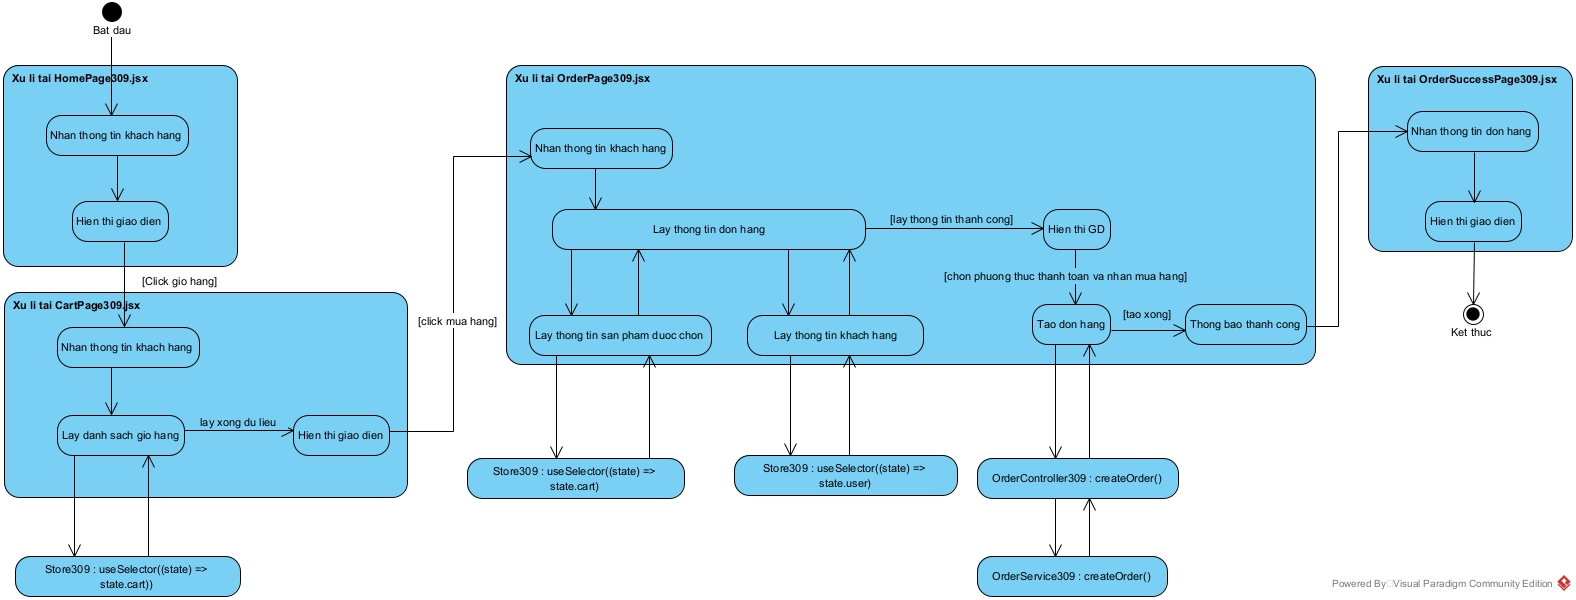 Bat dau
Xu li tai HomePage309.jsx
Nhan thong tin khach hang
Hien thi giao dien
[Click gio hang]
Xu li tai CartPage309.jsx
Nhan thong tin khach hang
Lay danh sach gio hang
lay xong du lieu
Hien thi giao dien
Store309 : useSelector((state) =>
state.cart))
[click mua hang]
Xu li tai OrderPage309.jsx
Nhan thong tin khach hang
Lay thong tin don hang
[lay thong tin thanh cong]
Hien thi GD
[chon phuong thuc thanh toan va nhan mua hang]
Lay thong tin san pham duoc chon
Lay thong tin khach hang
Tao don hang
[tao xong]
Thong bao thanh cong
Store309 : useSelector((state) =>
state.cart)
Store309 : useSelector((state) =>
state.user)
OrderController309 : createOrder()
OrderService309 : createOrder()
Xu li tai OrderSuccessPage309.jsx
Nhan thong tin don hang
Hien thi giao dien
Ket thuc
Powered By Visual Paradigm Community Edition